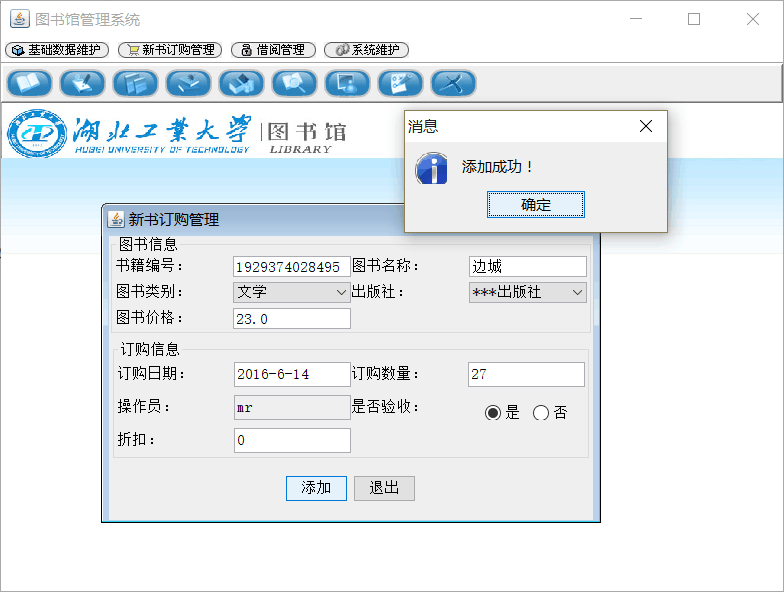 图书馆管理系统
基础数据维护 新书订购管理 借阅管理 系统维护
湖北工業大學 图书馆
HUBEI UNIVERSITY OF TECHNOLOGY LIBRARY
消息
添加成功！
确定
新书订购管理
图书信息
书籍编号： 1929374028495 图书名称： 边城
图书类别： 文学 出版社： ***出版社
图书价格： 23.0
订购信息
订购日期： 2016-6-14 订购数量： 27
操作员： mr 是否验收： 是 否
折扣： 0
添加 退出